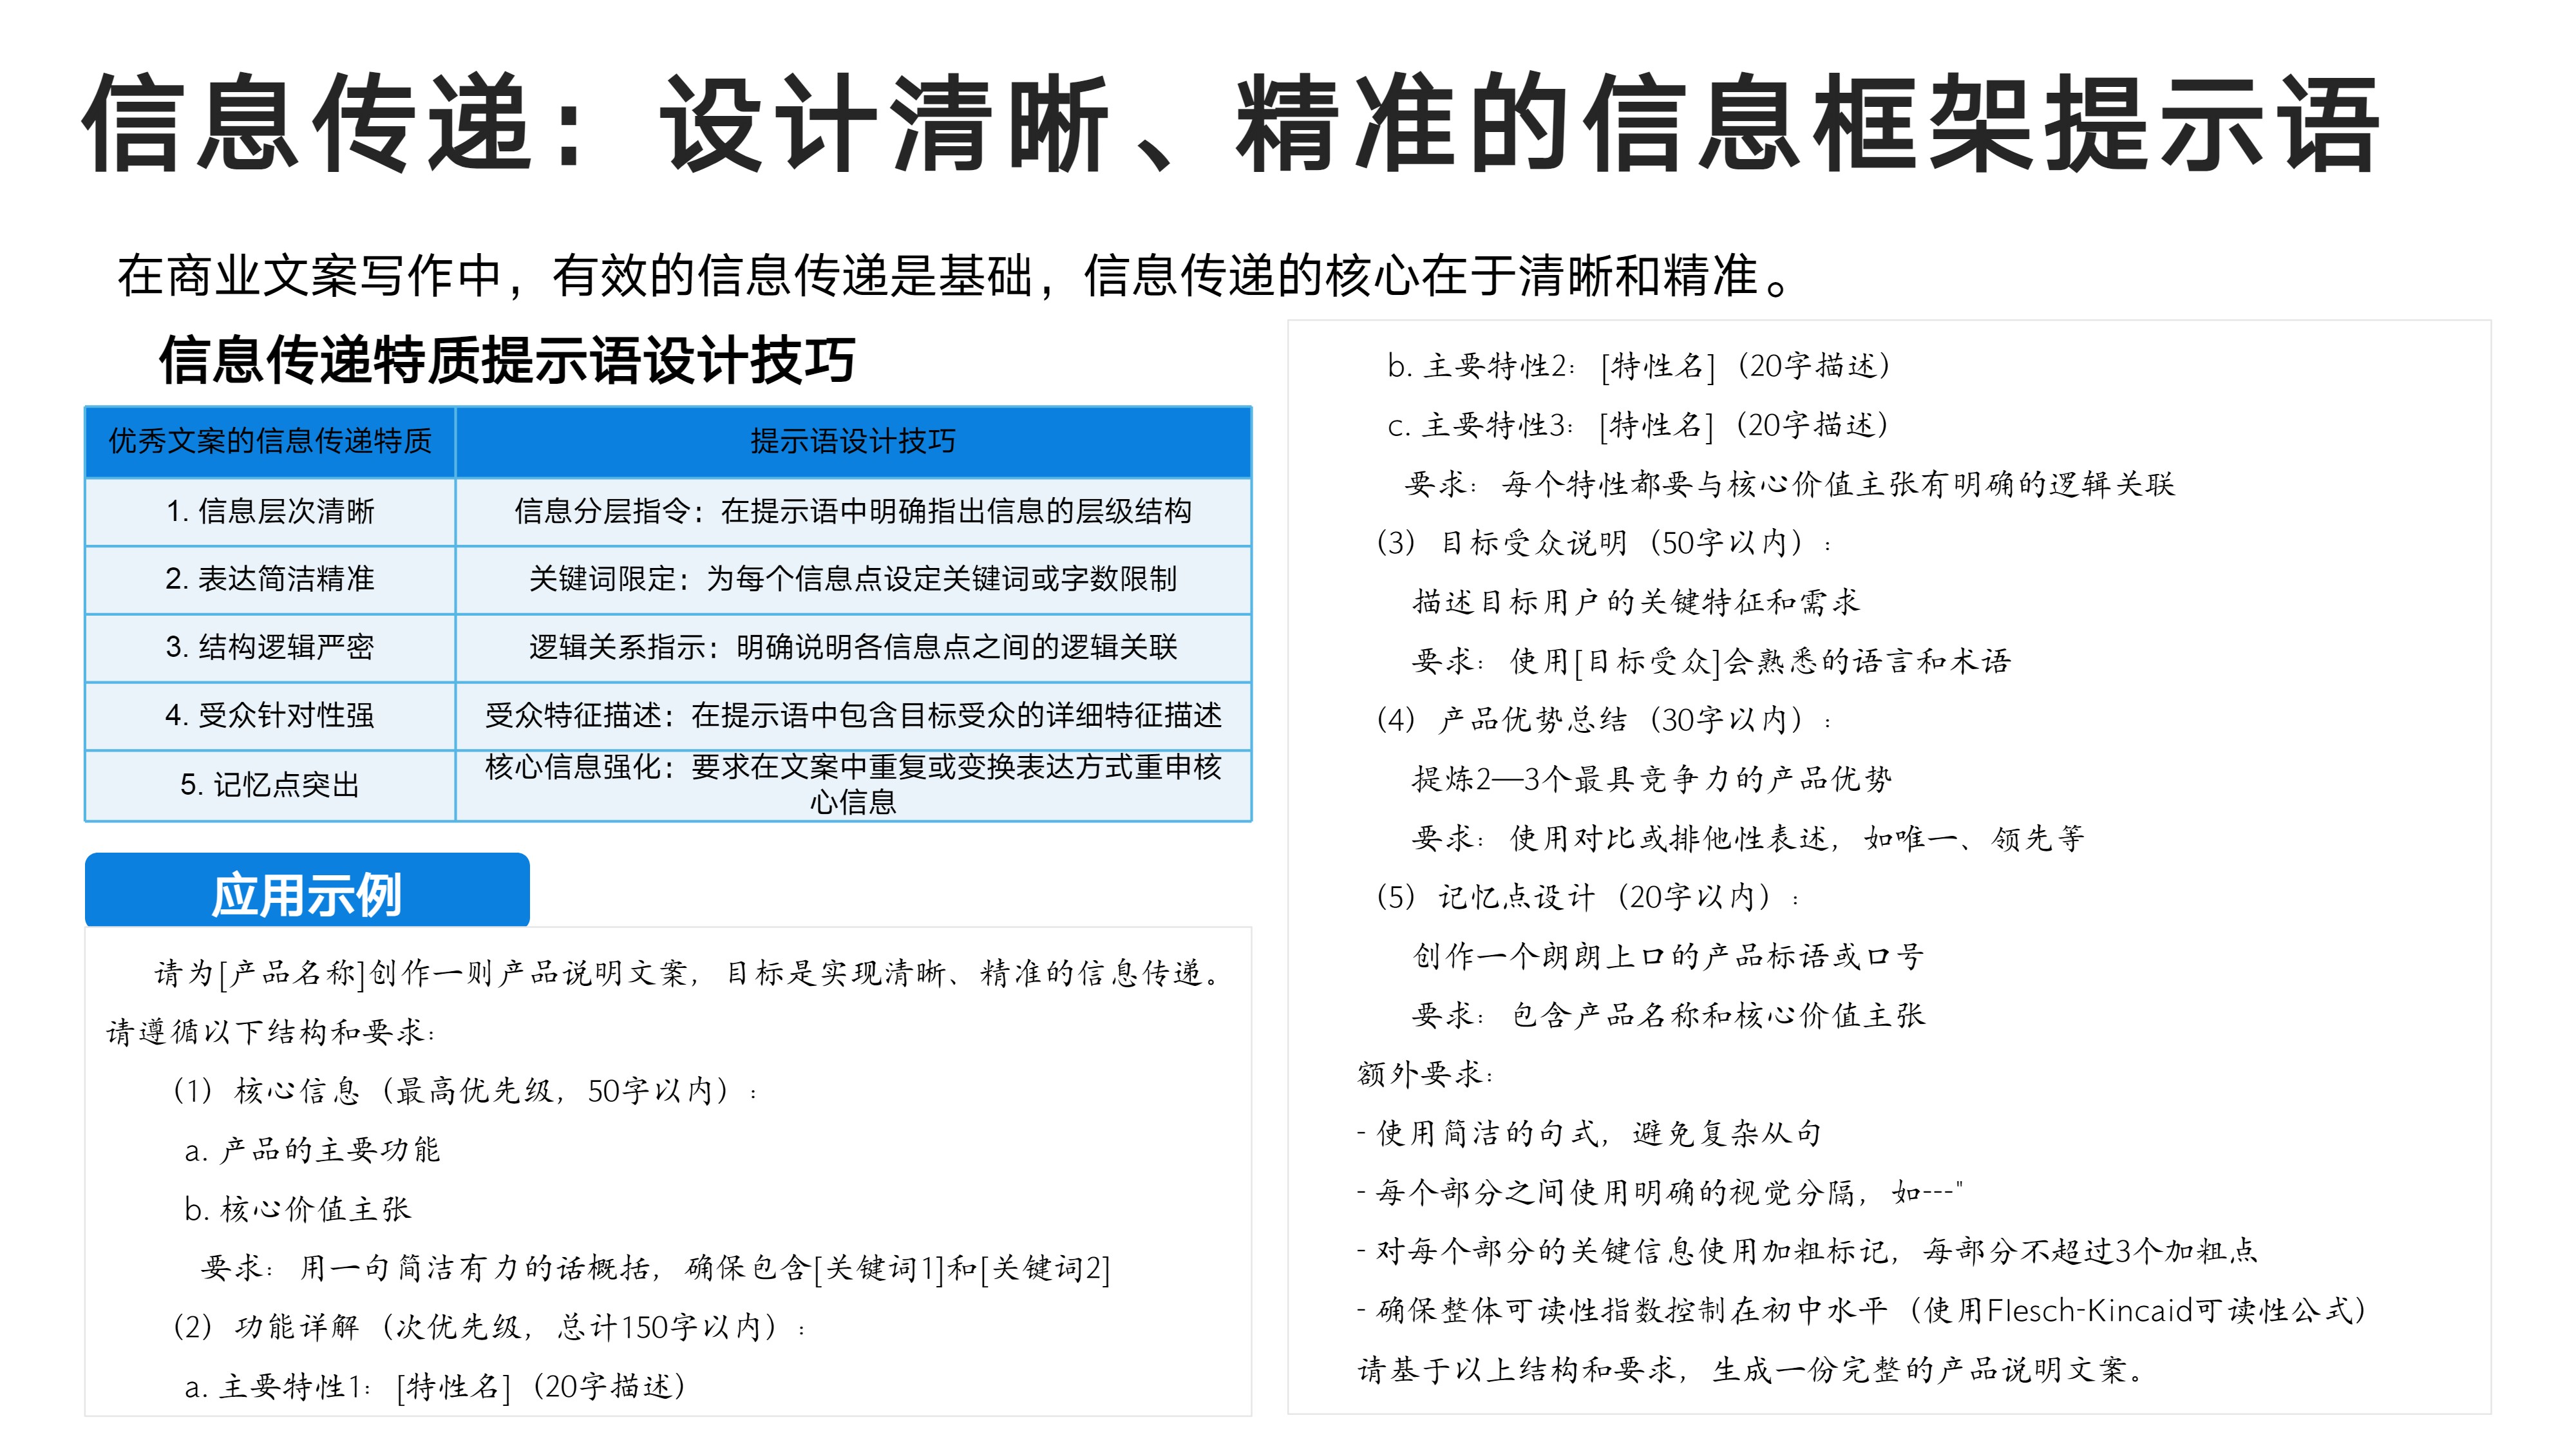 信息传递：设计清晰、精准的信息框架提示语
在商业文案写作中，有效的信息传递是基础，信息传递的核心在于清晰和精准。
信息传递特质提示语设计技巧
优秀文案的信息传递特质 提示语设计技巧
1. 信息层次清晰 信息分层指令：在提示语中明确指出信息的层级结构
2. 表达简洁精准 关键词限定：为每个信息点设定关键词或字数限制
3. 结构逻辑严密 逻辑关系指示：明确说明各信息点之间的逻辑关联
4. 受众针对性强 受众特征描述：在提示语中包含目标受众的详细特征描述
5. 记忆点突出 核心信息强化：要求在文案中重复或变换表达方式重申核
心信息
应用示例
请为[产品名称]创作一则产品说明文案，目标是实现清晰、精准的信息传递。
请遵循以下结构和要求：
（1）核心信息（最高优先级，50字以内）：
a. 产品的主要功能
b. 核心价值主张
要求：用一句简洁有力的话概括，确保包含[关键词1]和[关键词2]
（2）功能详解（次优先级，总计150字以内）：
a. 主要特性1：[特性名]（20字描述）
b. 主要特性2：[特性名]（20字描述）
c. 主要特性3：[特性名]（20字描述）
要求：每个特性都要与核心价值主张有明确的逻辑关联
（3）目标受众说明（50字以内）：
描述目标用户的关键特征和需求
要求：使用[目标受众]会熟悉的语言和术语
（4）产品优势总结（30字以内）：
提炼2—3个最具竞争力的产品优势
要求：使用对比或排他性表述，如唯一、领先等
（5）记忆点设计（20字以内）：
创作一个朗朗上口的产品标语或口号
要求：包含产品名称和核心价值主张
额外要求：
- 使用简洁的句式，避免复杂从句
- 每个部分之间使用明确的视觉分隔，如---"
- 对每个部分的关键信息使用加粗标记，每部分不超过3个加粗点
- 确保整体可读性指数控制在初中水平（使用Flesch-Kincaid可读性公式）
请基于以上结构和要求，生成一份完整的产品说明文案。